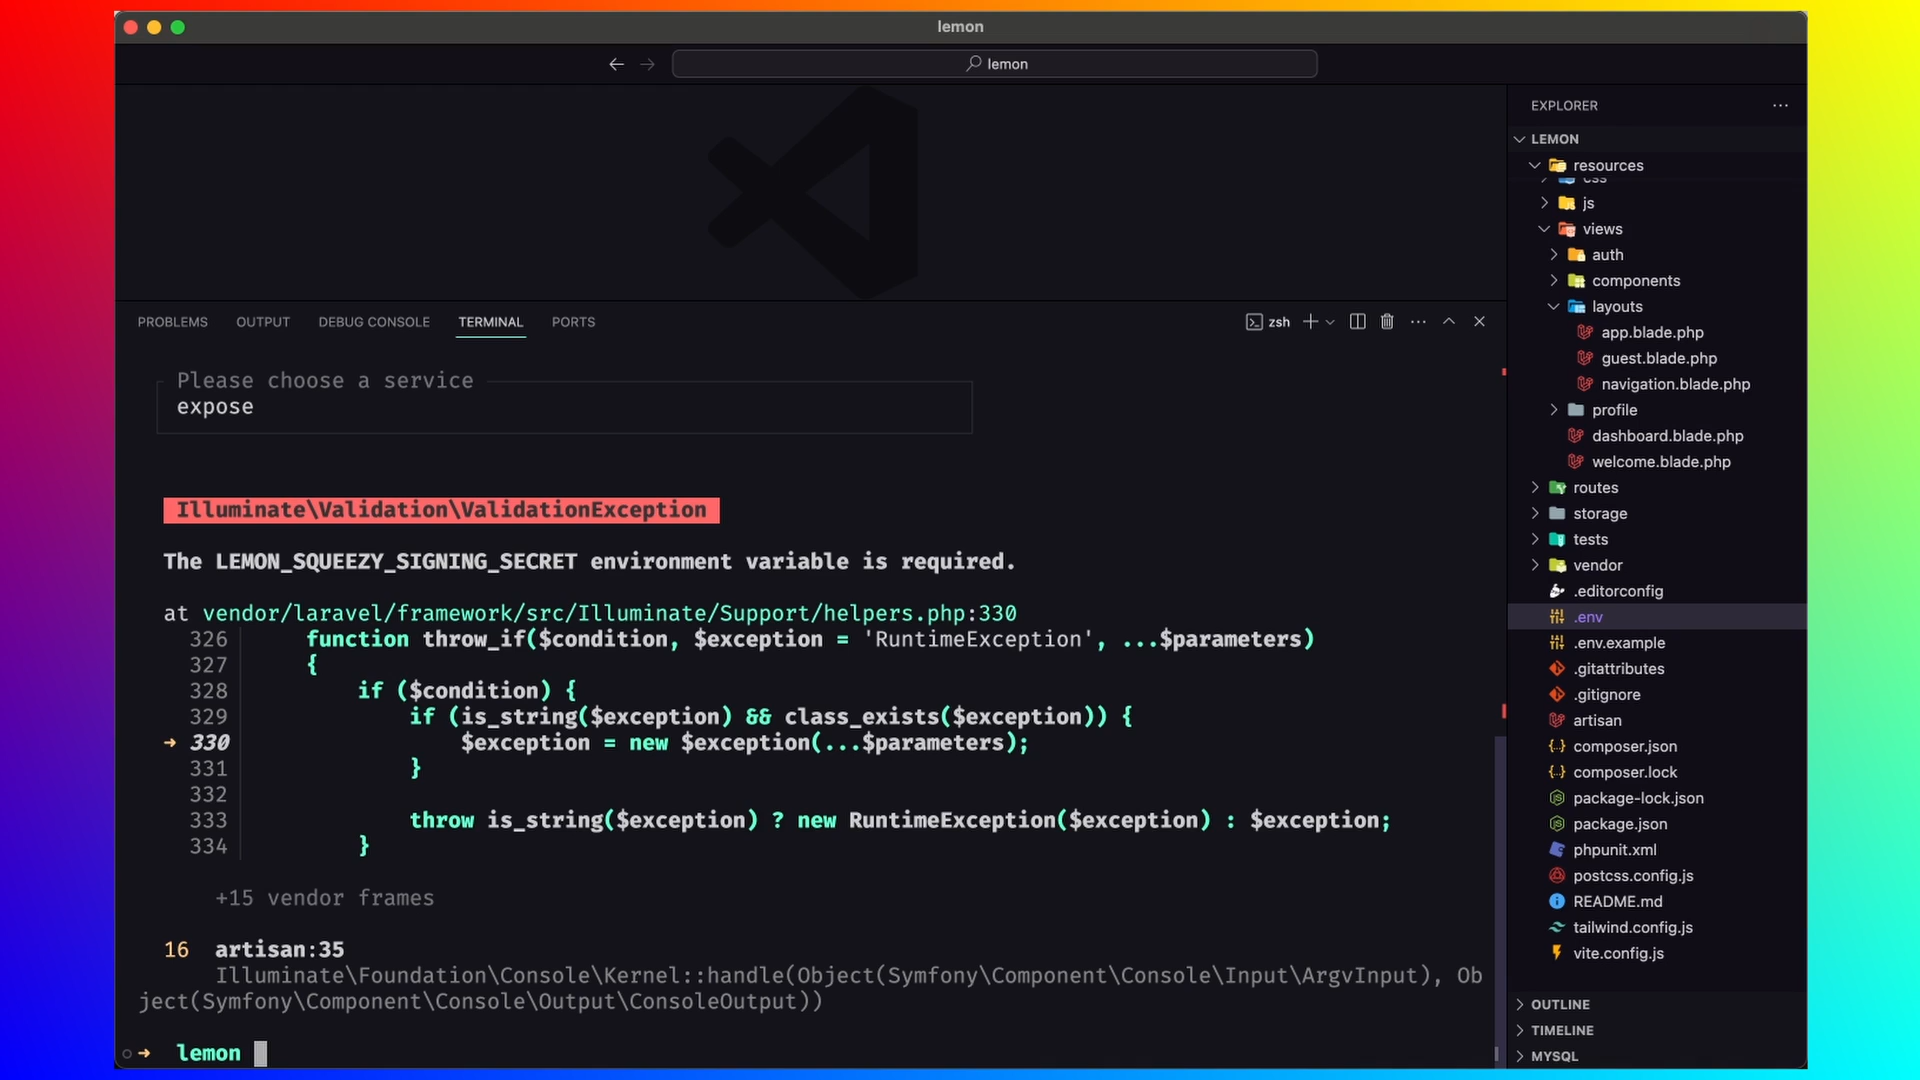 lemon
lemon
PROBLEMS OUTPUT DEBUG CONSOLE TERMINAL PORTS
zsh
Please choose a service
expose
Illuminate\Validation\ValidationException
The LEMON_SQUEEZY_SIGNING_SECRET environment variable is required.
at vendor/laravel/framework/src/Illuminate/Support/helpers.php:330
326 function throw_if($condition, $exception = 'RuntimeException', ...$parameters)
327 {
328 if ($condition) {
329 if (is_string($exception) && class_exists($exception)) {
➜ 330 $exception = new $exception(...$parameters);
331 }
332
333 throw is_string($exception) ? new RuntimeException($exception) : $exception;
334 }
+15 vendor frames
16 artisan:35
Illuminate\Foundation\Console\Kernel::handle(Object(Symfony\Component\Console\Input\ArgvInput), Ob
ject(Symfony\Component\Console\Output\ConsoleOutput))
➜ lemon
EXPLORER
LEMON
resources
css
js
views
auth
components
layouts
app.blade.php
guest.blade.php
navigation.blade.php
profile
dashboard.blade.php
welcome.blade.php
routes
storage
tests
vendor
.editorconfig
.env
.env.example
.gitattributes
.gitignore
artisan
composer.json
composer.lock
package-lock.json
package.json
phpunit.xml
postcss.config.js
README.md
tailwind.config.js
vite.config.js
OUTLINE
TIMELINE
MYSQL